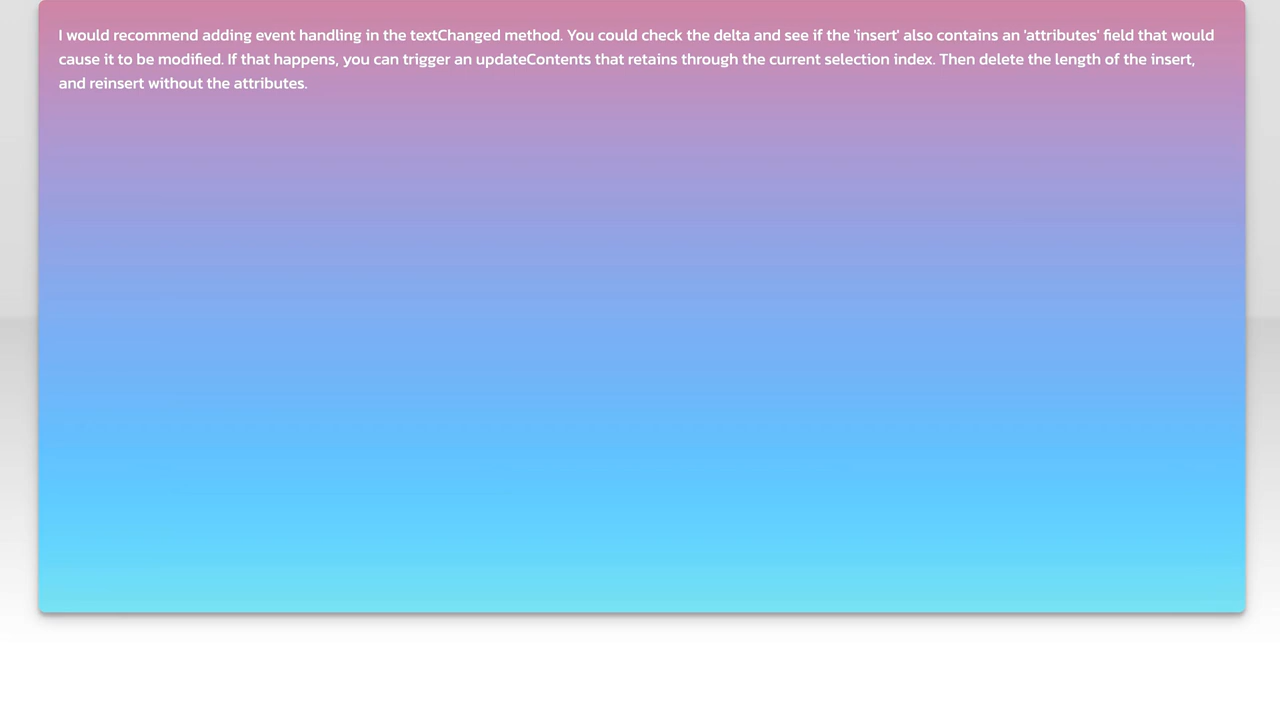 I would recommend adding event handling in the textChanged method. You could check the delta and see if the 'insert' also contains an 'attributes' field that would
cause it to be modified. If that happens, you can trigger an updateContents that retains through the current selection index. Then delete the length of the insert,
and reinsert without the attributes.